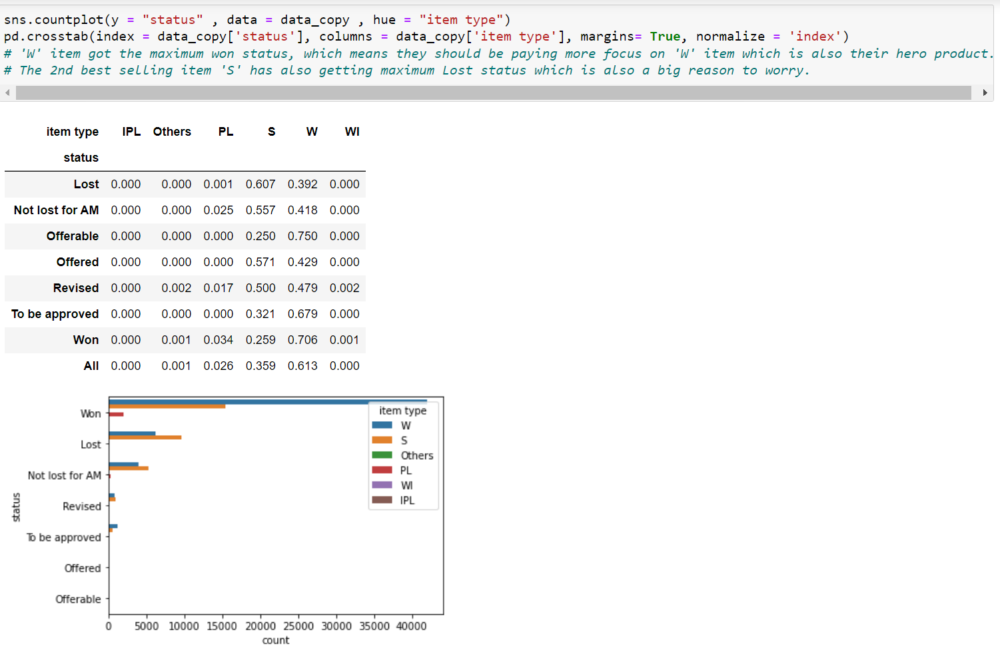 sns.countplot(y = "status" , data = data_copy , hue = "item type")
pd.crosstab(index = data_copy['status'], columns = data_copy['item type'], margins= True, normalize = 'index')
# 'W' item got the maximum won status, which means they should be paying more focus on 'W' item which is also their hero product.
# The 2nd best selling item 'S' has also getting maximum Lost status which is also a big reason to worry.
item type IPL Others PL S W WI
status
Lost 0.000 0.000 0.001 0.607 0.392 0.000
Not lost for AM 0.000 0.000 0.025 0.557 0.418 0.000
Offerable 0.000 0.000 0.000 0.250 0.750 0.000
Offered 0.000 0.000 0.000 0.571 0.429 0.000
Revised 0.000 0.002 0.017 0.500 0.479 0.002
To be approved 0.000 0.000 0.000 0.321 0.679 0.000
Won 0.000 0.001 0.034 0.259 0.706 0.001
All 0.000 0.001 0.026 0.359 0.613 0.000
item type
W
S
Others
PL
WI
IPL
status
Won
Lost
Not lost for AM
Revised
To be approved
Offered
Offerable
0 5000 10000 15000 20000 25000 30000 35000 40000
count